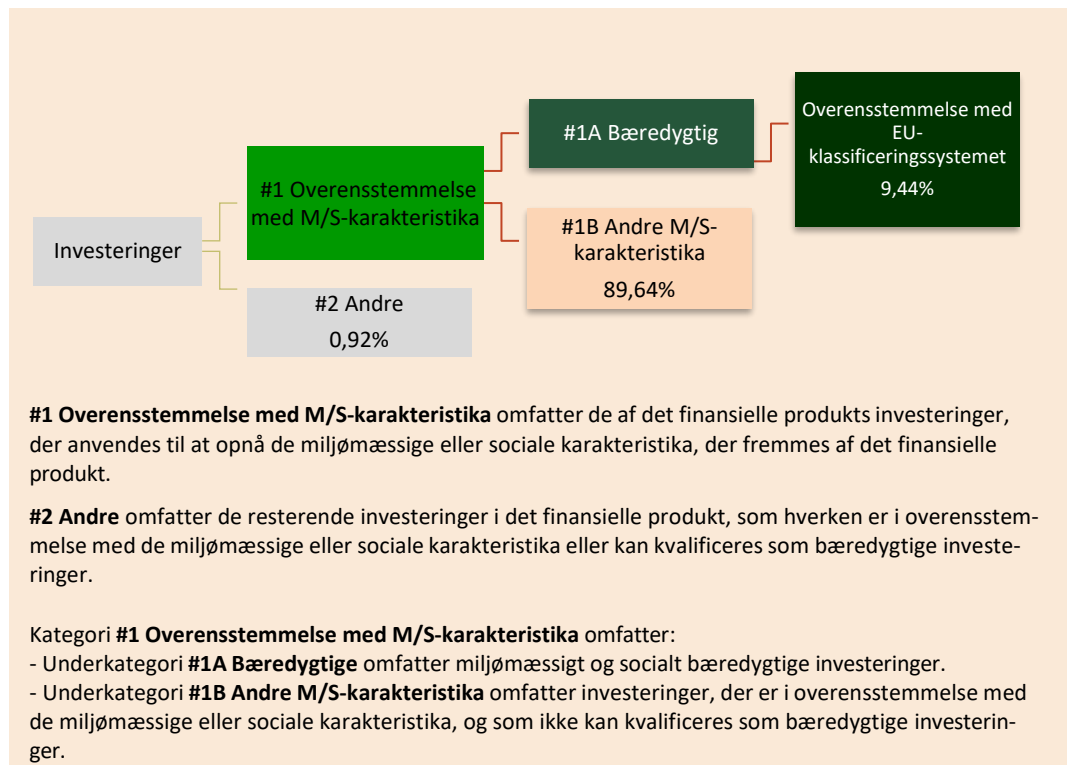 Investeringer
#1 Overensstemmelse
med M/S-karakteristika
#2 Andre
0,92%
#1A Bæredygtig
#1B Andre M/S-
karakteristika
89,64%
Overensstemmelse med
EU-
klassificeringssystemet
9,44%
#1 Overensstemmelse med M/S-karakteristika omfatter de af det finansielle produkts investeringer,
der anvendes til at opnå de miljømæssige eller sociale karakteristika, der fremmes af det finansielle
produkt.
#2 Andre omfatter de resterende investeringer i det finansielle produkt, som hverken er i overensstem-
melse med de miljømæssige eller sociale karakteristika eller kan kvalificeres som bæredygtige investe-
ringer.
Kategori #1 Overensstemmelse med M/S-karakteristika omfatter:
- Underkategori #1A Bæredygtige omfatter miljømæssigt og socialt bæredygtige investeringer.
- Underkategori #1B Andre M/S-karakteristika omfatter investeringer, der er i overensstemmelse med
de miljømæssige eller sociale karakteristika, og som ikke kan kvalificeres som bæredygtige investerin-
ger.